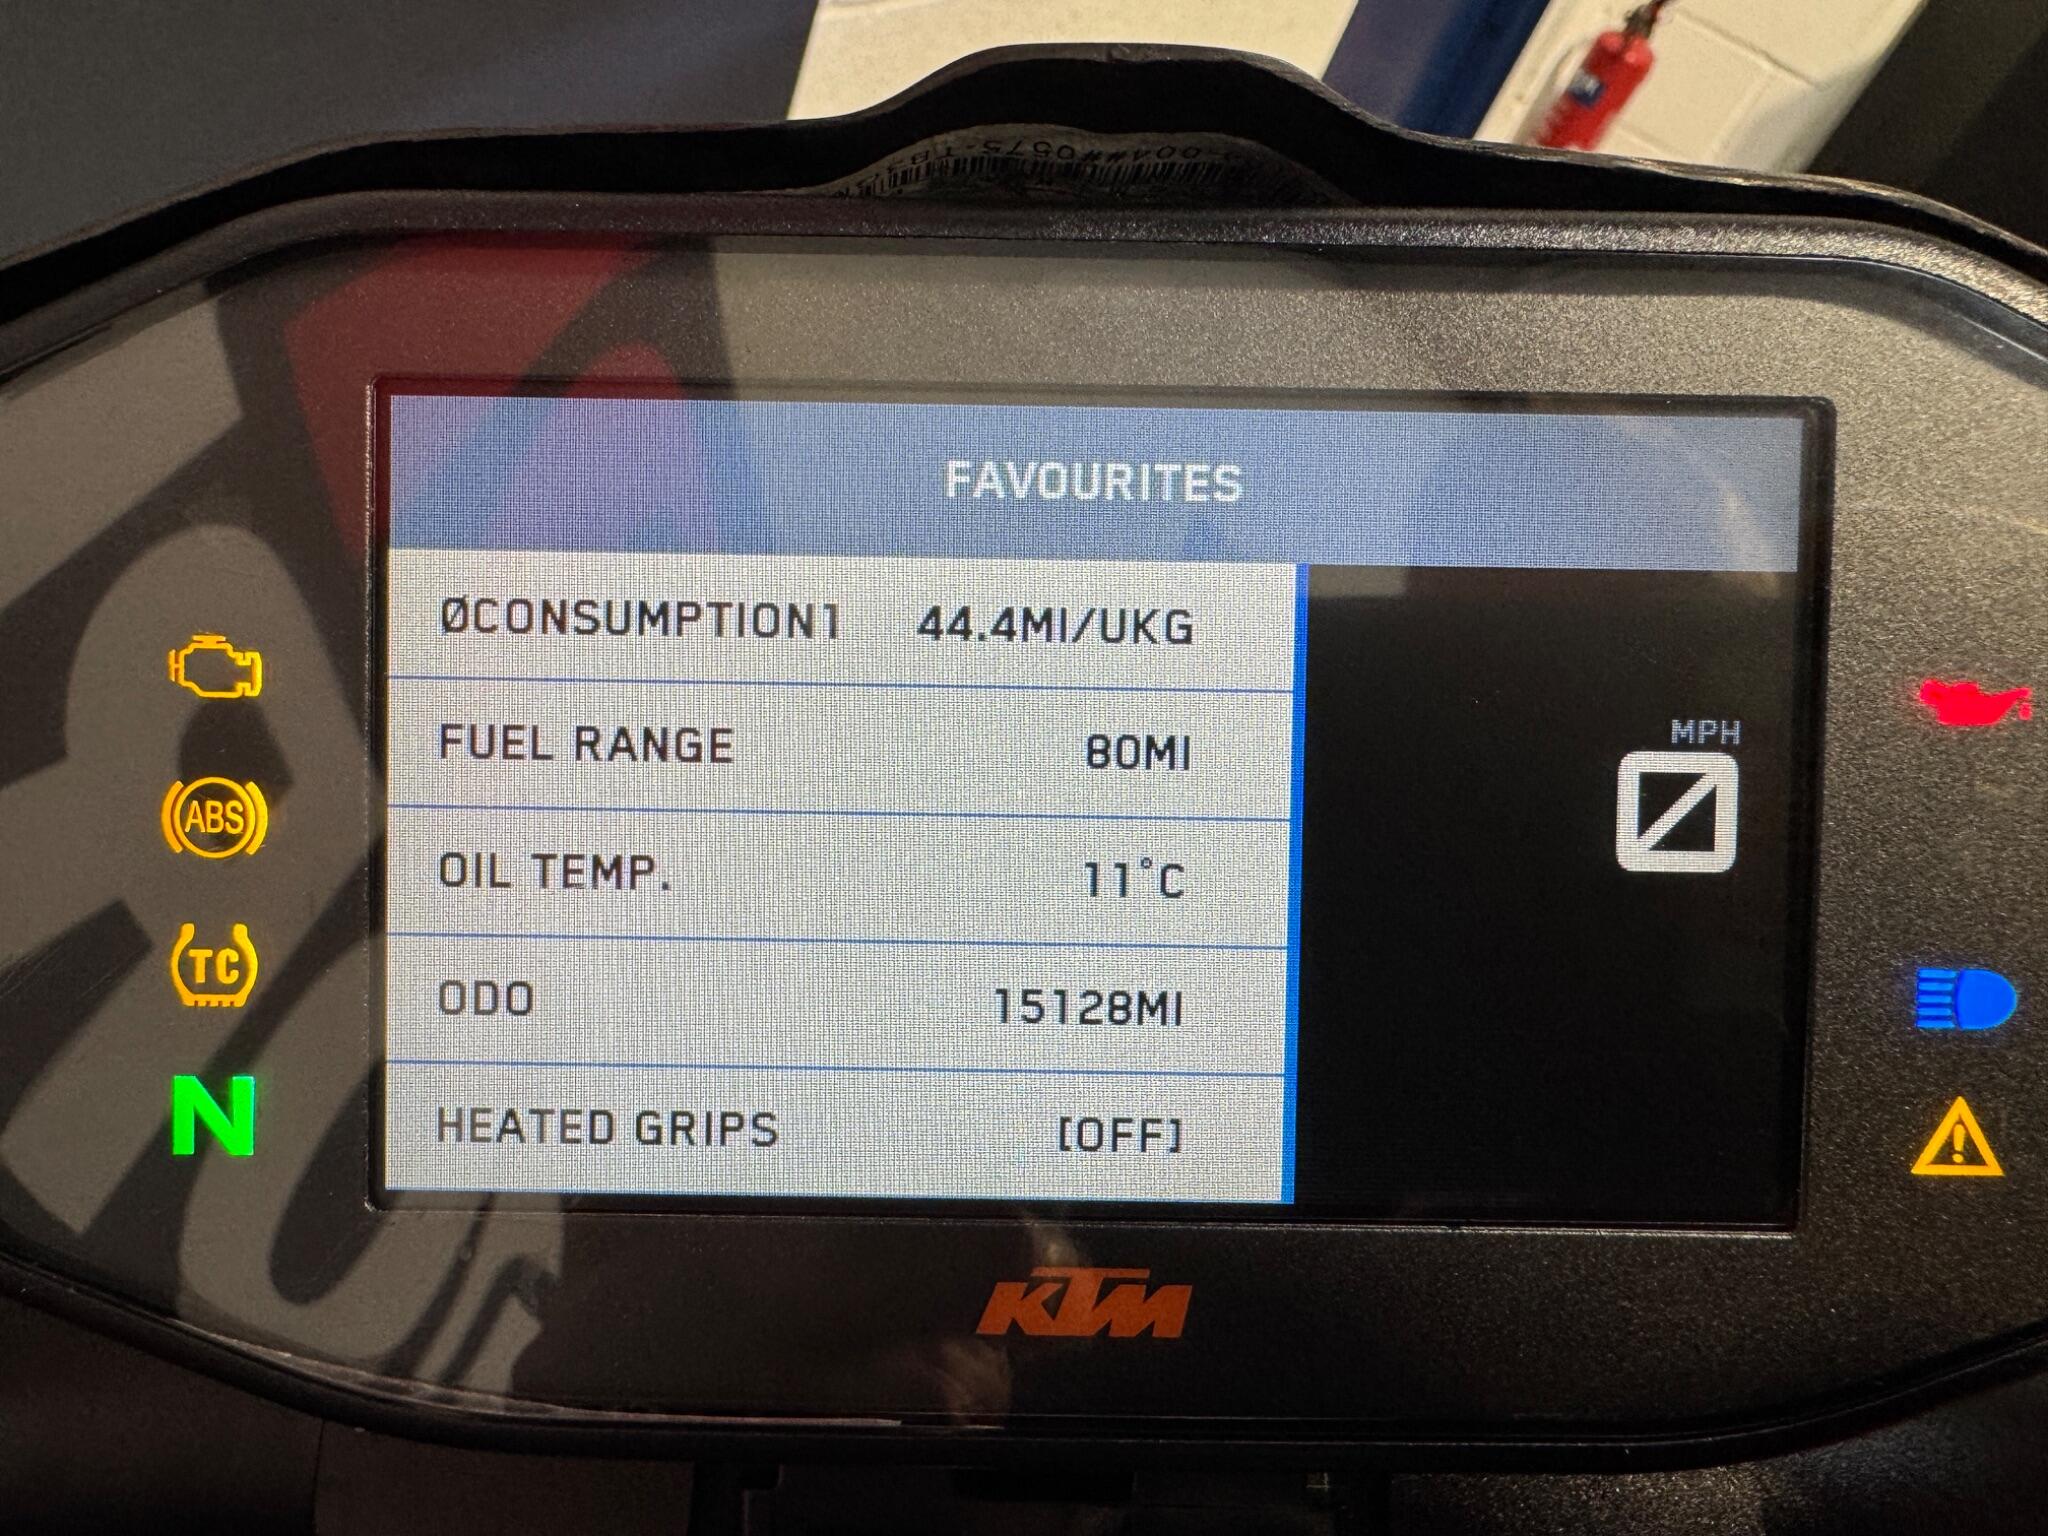 FAVOURITES
ØCONSUMPTION1 44.4MI/UKG
FUEL RANGE 80MI
OIL TEMP. 11°C
ODO 15128MI
HEATED GRIPS [OFF]
MPH
0
ABS
TC
N
KTM